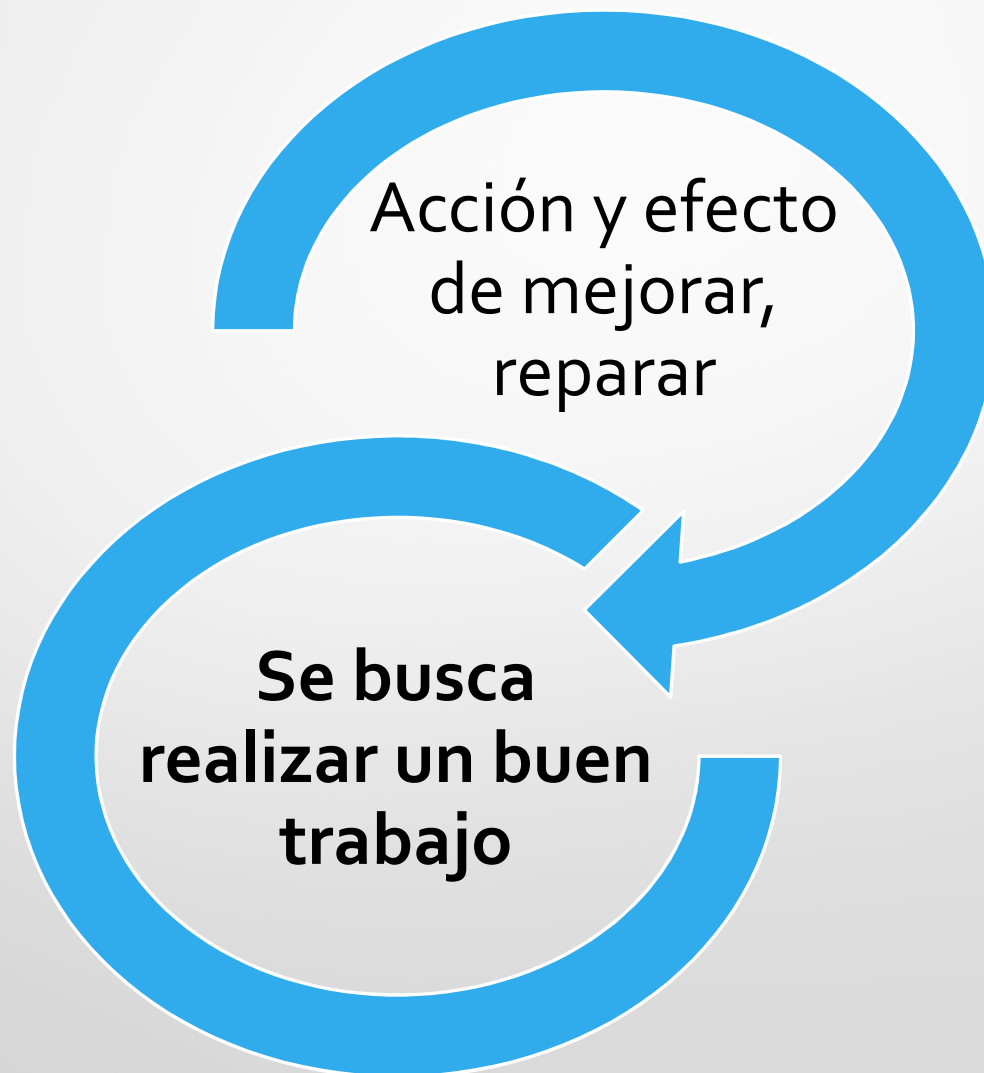 Acción y efecto
de mejorar,
reparar
Se busca
realizar un buen
trabajo